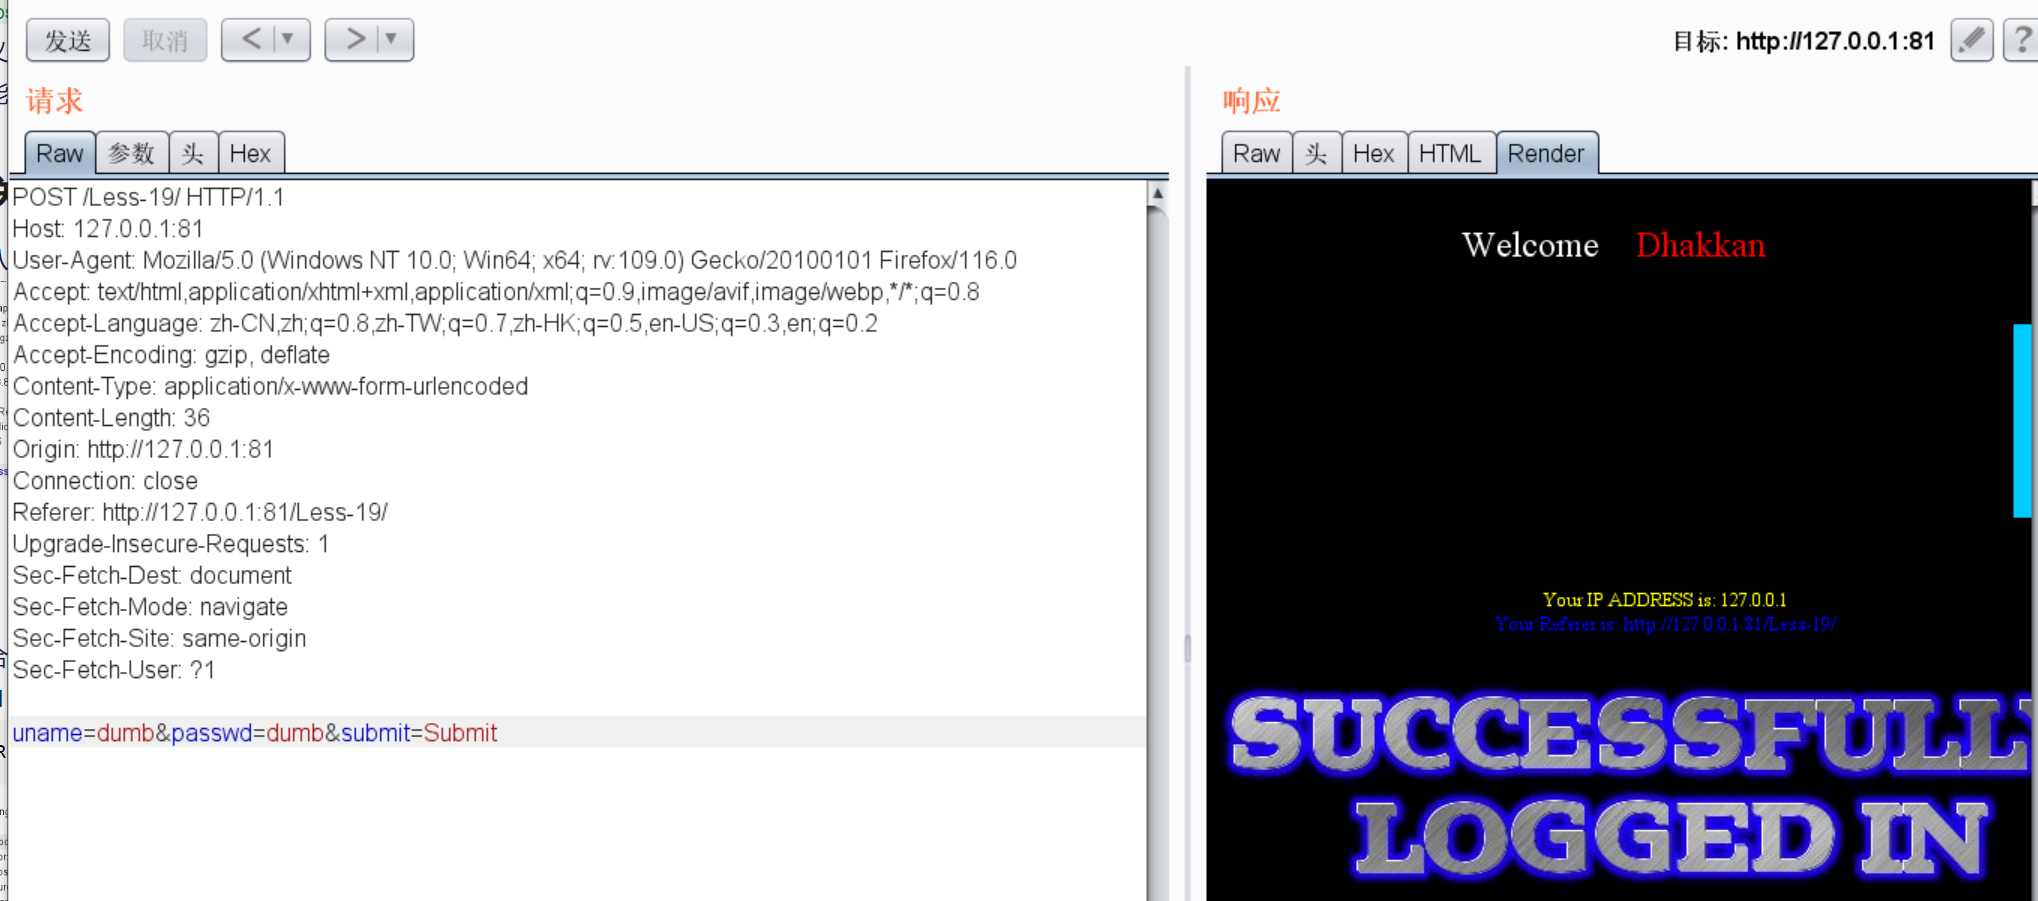 发送 取消 < > 目标: http://127.0.0.1:81 ?
请求
Raw 参数 头 Hex
POST /Less-19/ HTTP/1.1
Host: 127.0.0.1:81
User-Agent: Mozilla/5.0 (Windows NT 10.0; Win64; x64; rv:109.0) Gecko/20100101 Firefox/116.0
Accept: text/html,application/xhtml+xml,application/xml;q=0.9,image/avif,image/webp,*/*;q=0.8
Accept-Language: zh-CN,zh;q=0.8,zh-TW;q=0.7,zh-HK;q=0.5,en-US;q=0.3,en;q=0.2
Accept-Encoding: gzip, deflate
Content-Type: application/x-www-form-urlencoded
Content-Length: 36
Origin: http://127.0.0.1:81
Connection: close
Referer: http://127.0.0.1:81/Less-19/
Upgrade-Insecure-Requests: 1
Sec-Fetch-Dest: document
Sec-Fetch-Mode: navigate
Sec-Fetch-Site: same-origin
Sec-Fetch-User: ?1
uname=dumb&passwd=dumb&submit=Submit
响应
Raw 头 Hex HTML Render
Welcome Dhakkan
Your IP ADDRESS is: 127.0.0.1
Your Referer is: http://127.0.0.1:81/Less-19/
SUCCESSFULL
LOGGED IN